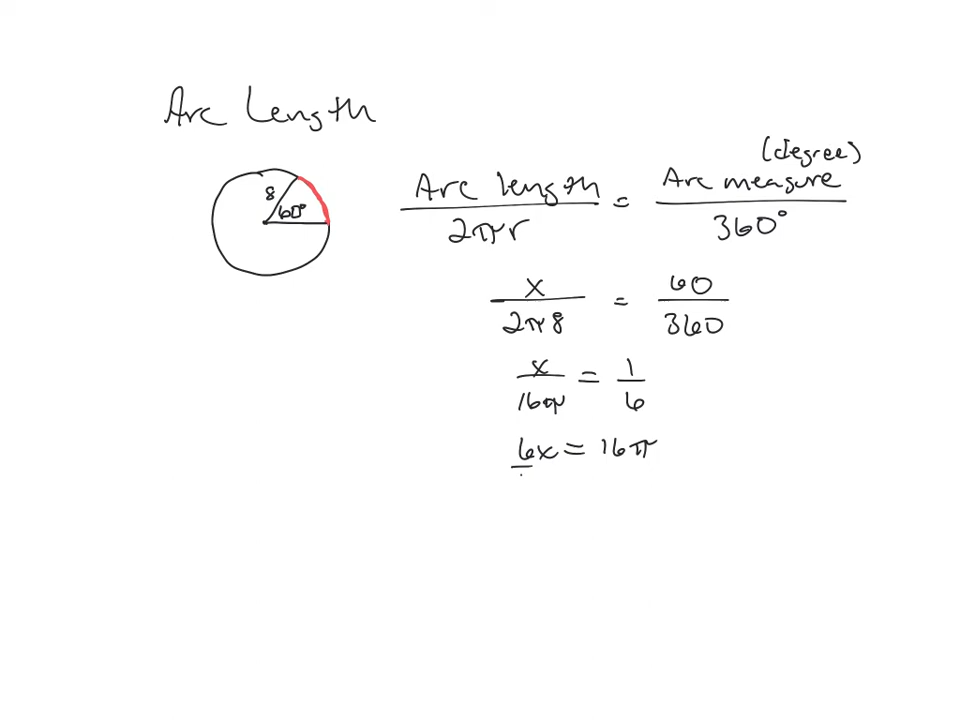 Arc Length
8
60°
(degree)
Arc length / 2πr = Arc measure / 360°
x / 2π8 = 60 / 360
x / 16π = 1 / 6
6x = 16π